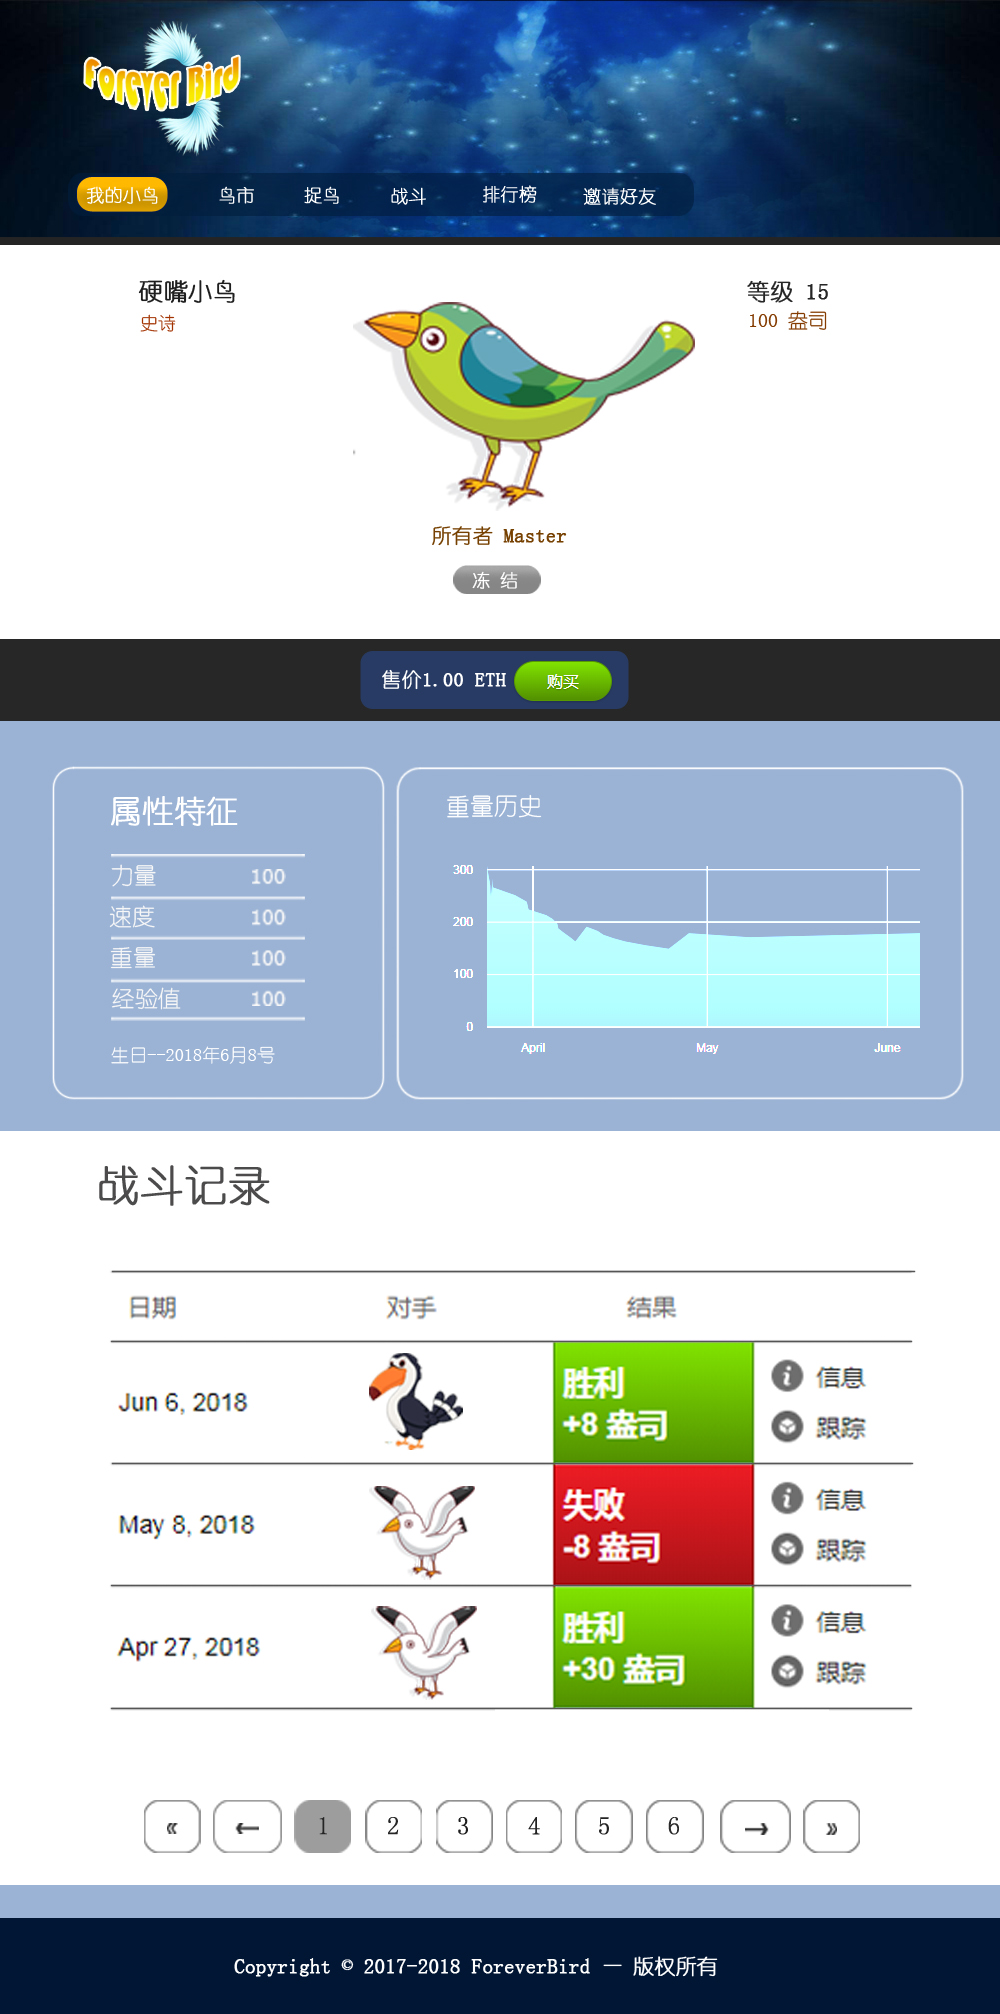 Forever Bird
我的小鸟 鸟市 捉鸟 战斗 排行榜 邀请好友
硬嘴小鸟 等级 15
史诗 100 盎司
所有者 Master
冻 结
售价1.00 ETH 购买
属性特征
力量 100
速度 100
重量 100
经验值 100
生日--2018年6月8号
重量历史
300
200
100
0
April May June
战斗记录
日期 对手 结果
Jun 6, 2018 胜利 信息
+8 盎司 跟踪
May 8, 2018 失败 信息
-8 盎司 跟踪
Apr 27, 2018 胜利 信息
+30 盎司 跟踪
« ← 1 2 3 4 5 6 → »
Copyright © 2017-2018 ForeverBird — 版权所有